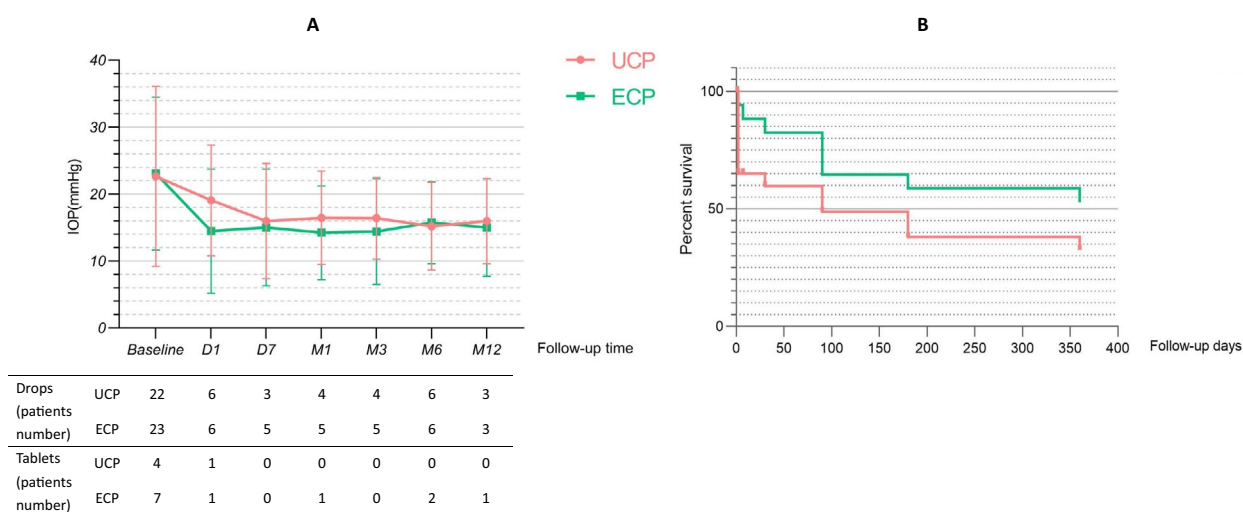 A
B
40
30
20
10
0
IOP(mmHg)
Baseline D1 D7 M1 M3 M6 M12
Follow-up time
UCP
ECP
100
50
0
Percent survival
0 50 100 150 200 250 300 350 400
Follow-up days
Drops
(patients
number)
UCP 22 6 3 4 4 6 3
ECP 23 6 5 5 5 6 3
Tablets
(patients
number)
UCP 4 1 0 0 0 0 0
ECP 7 1 0 1 0 2 1